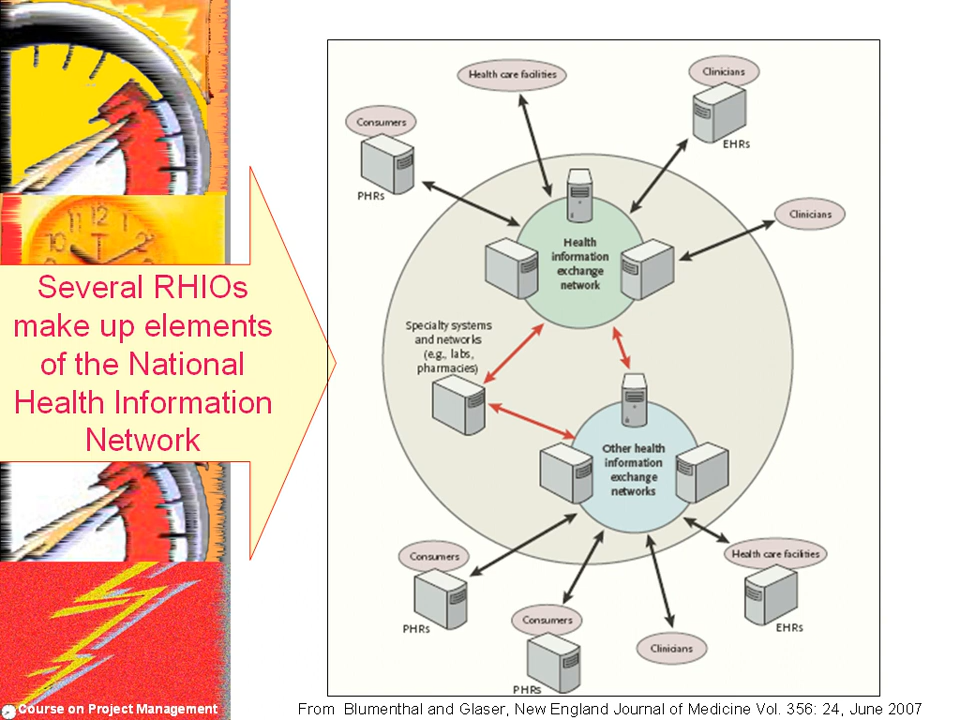 Several RHIOs
make up elements
of the National
Health Information
Network
Health care facilities
Clinicians
EHRs
Consumers
PHRs
Clinicians
Health
information
exchange
network
Specialty systems
and networks
(e.g., labs,
pharmacies)
Other health
information
exchange
networks
Consumers
PHRs
Consumers
PHRs
Clinicians
Health care facilities
EHRs
12
10
2
Course on Project Management
From Blumenthal and Glaser, New England Journal of Medicine Vol. 356: 24, June 2007